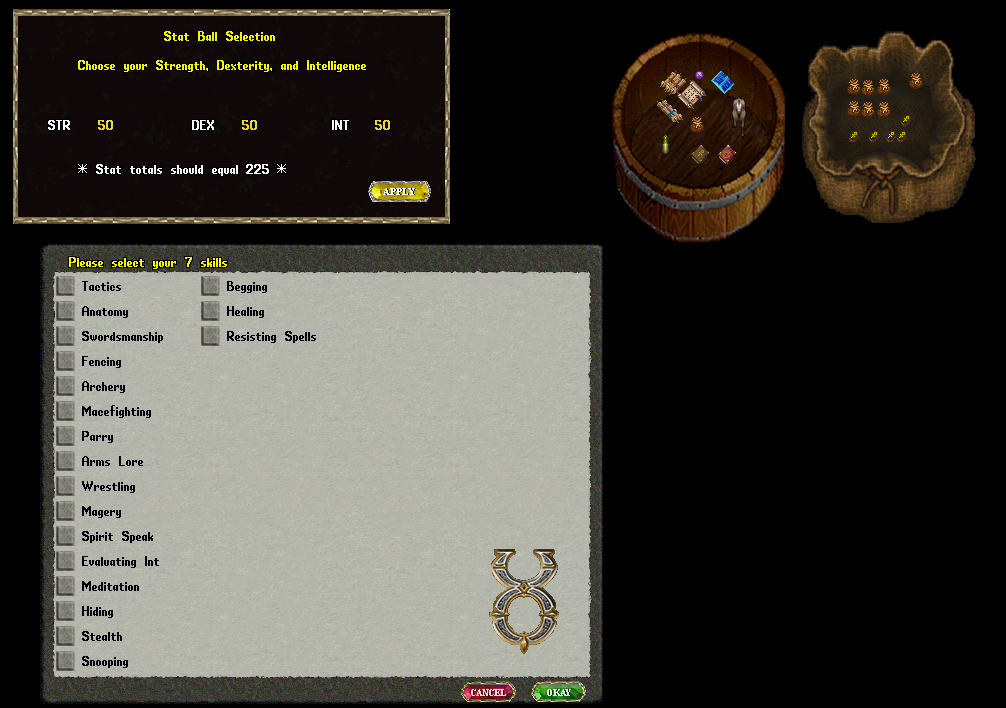 Stat Ball Selection
Choose your Strength, Dexterity, and Intelligence
STR 50 DEX 50 INT 50
* Stat totals should equal 225 *
APPLY
Please select your 7 skills
Tactics
Anatomy
Swordsmanship
Fencing
Archery
Macefighting
Parry
Arms Lore
Wrestling
Magery
Spirit Speak
Evaluating Int
Meditation
Hiding
Stealth
Snooping
Begging
Healing
Resisting Spells
CANCEL OKAY